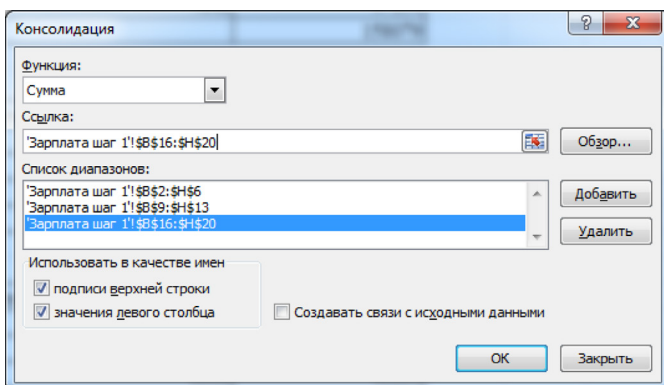 Консолидация
Функция:
Сумма
Ссылка:
'Зарплата шаг 1'!$B$16:$H$20
Обзор...
Список диапазонов:
'Зарплата шаг 1'!$B$2:$H$6
'Зарплата шаг 1'!$B$9:$H$13
'Зарплата шаг 1'!$B$16:$H$20
Добавить
Удалить
Использовать в качестве имен
подписи верхней строки
значения левого столбца
Создавать связи с исходными данными
OK
Закрыть